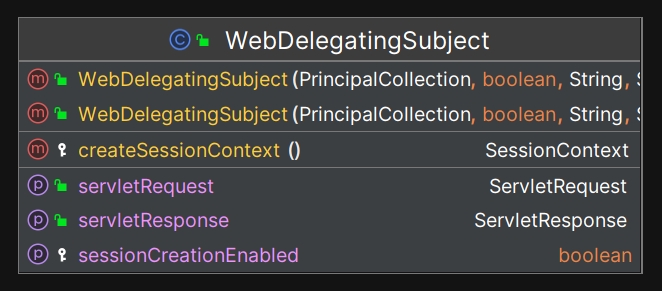 WebDelegatingSubject
WebDelegatingSubject(PrincipalCollection, boolean, String,
WebDelegatingSubject(PrincipalCollection, boolean, String,
createSessionContext () SessionContext
servletRequest ServletRequest
servletResponse ServletResponse
sessionCreationEnabled boolean